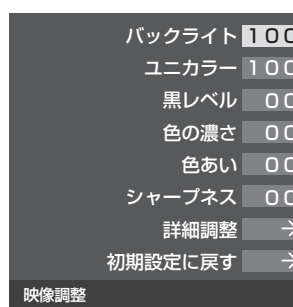 バックライト 100
ユニカラー 100
黒レベル 00
色の濃さ 00
色あい 00
シャープネス 00
詳細調整 →
初期設定に戻す →
映像調整